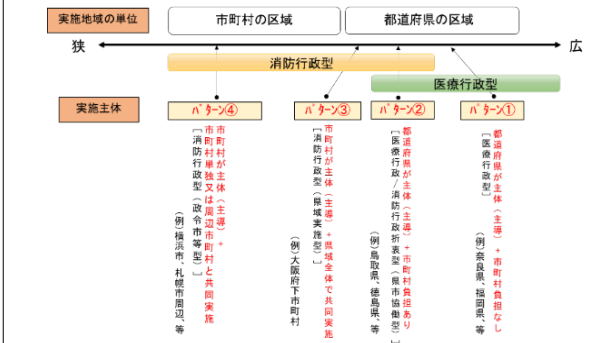 実施地域の単位
市町村の区域
都道府県の区域
狭
広
消防行政型
医療行政型
実施主体
パターン④
パターン③
パターン②
パターン①
市町村が主体（主導）＋
市町村単独又は周辺市町村と共同実施
［消防行政型（政令市等型）］
（例）横浜市、札幌市周辺、等
市町村が主体（主導）＋県域全体で共同実施
［消防行政型（県域実施型）］
（例）大阪府下市町村
都道府県が主体（主導）＋市町村負担あり
［医療行政／消防行政折衷型（県市協働型）］
（例）鳥取県、徳島県、等
都道府県が主体（主導）＋市町村負担なし
［医療行政型］
（例）奈良県、福岡県、等